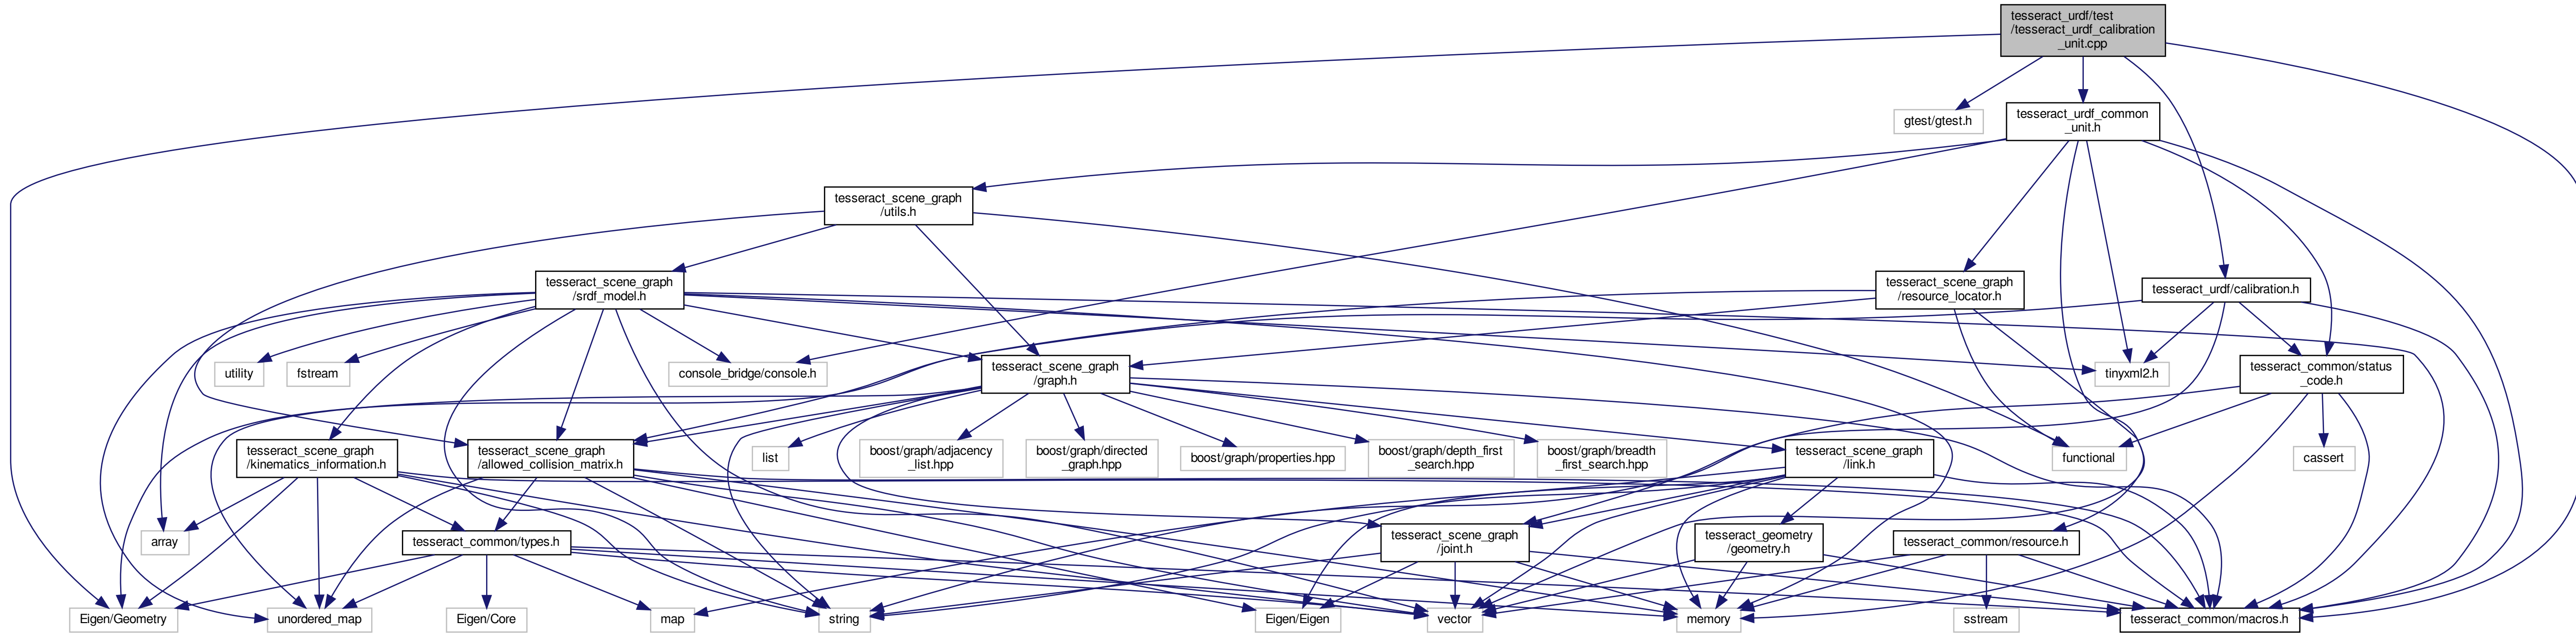 tesseract_urdf/test
/tesseract_urdf_calibration
_unit.cpp
gtest/gtest.h
tesseract_urdf_common
_unit.h
tesseract_scene_graph
/utils.h
tesseract_scene_graph
/srdf_model.h
tesseract_scene_graph
/resource_locator.h
tesseract_urdf/calibration.h
utility
fstream
console_bridge/console.h
tesseract_scene_graph
/graph.h
tinyxml2.h
tesseract_common/status
_code.h
tesseract_scene_graph
/kinematics_information.h
tesseract_scene_graph
/allowed_collision_matrix.h
list
boost/graph/adjacency
_list.hpp
boost/graph/directed
_graph.hpp
boost/graph/properties.hpp
boost/graph/depth_first
_search.hpp
boost/graph/breadth
_first_search.hpp
tesseract_scene_graph
/link.h
functional
cassert
array
tesseract_common/types.h
tesseract_scene_graph
/joint.h
tesseract_geometry
/geometry.h
tesseract_common/resource.h
Eigen/Geometry
unordered_map
Eigen/Core
map
string
Eigen/Eigen
vector
memory
sstream
tesseract_common/macros.h